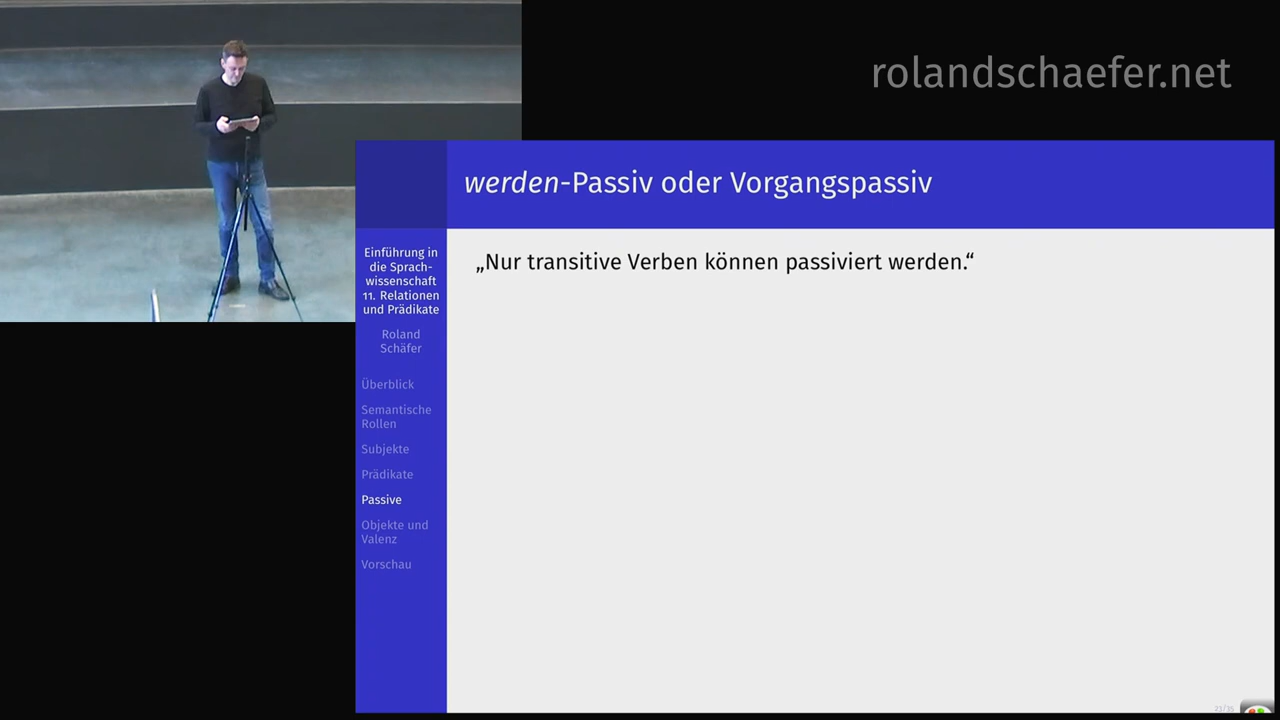 rolandschaefer.net
werden-Passiv oder Vorgangspassiv
Einführung in
die Sprach-
wissenschaft
11. Relationen
und Prädikate
Roland
Schäfer
Überblick
Semantische
Rollen
Subjekte
Prädikate
Passive
Objekte und
Valenz
Vorschau
„Nur transitive Verben können passiviert werden.“